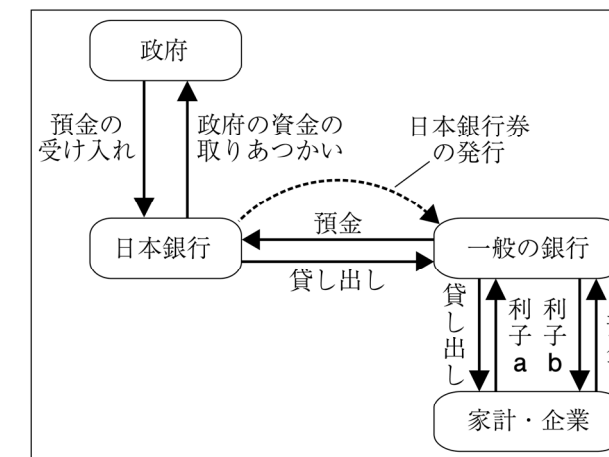 政府
預金の
受け入れ
政府の資金の
取りあつかい
日本銀行券
の発行
日本銀行
預金
貸し出し
一般の銀行
貸し出し
利子a
利子b
家計・企業